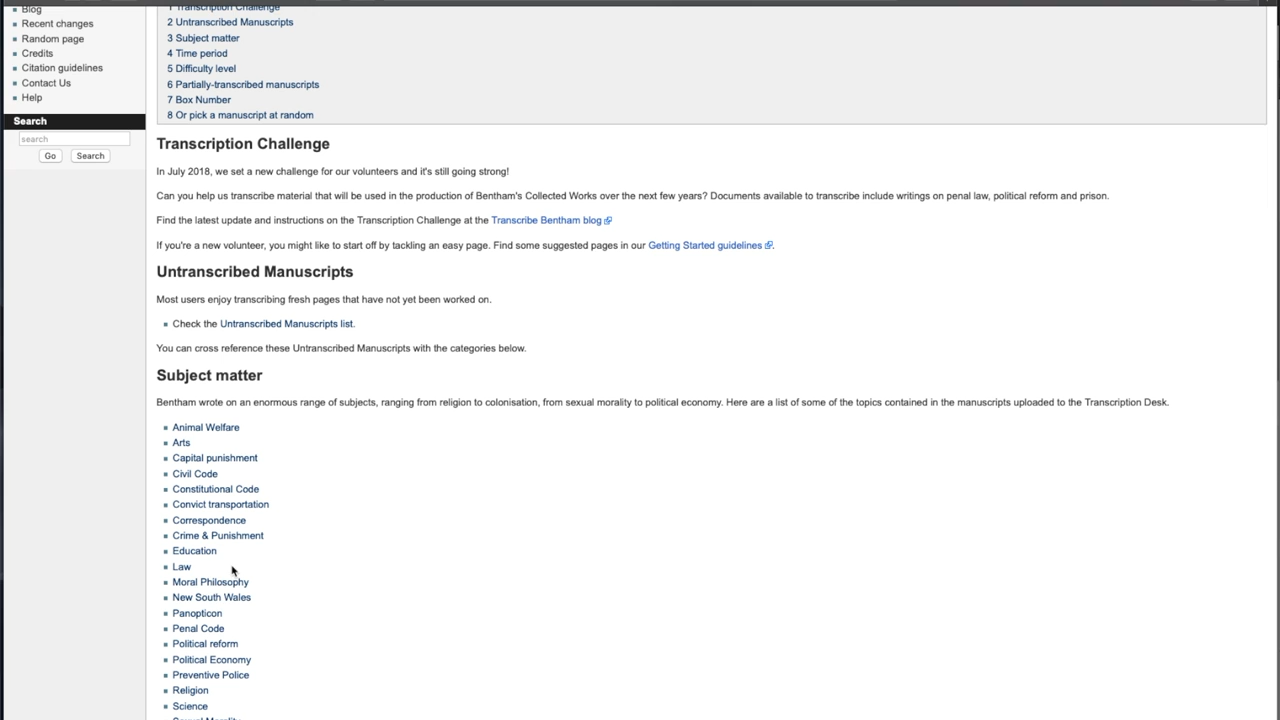 Blog
Recent changes
Random page
Credits
Citation guidelines
Contact Us
Help
Search
search
Go Search
1 Transcription Challenge
2 Untranscribed Manuscripts
3 Subject matter
4 Time period
5 Difficulty level
6 Partially-transcribed manuscripts
7 Box Number
8 Or pick a manuscript at random
Transcription Challenge
In July 2018, we set a new challenge for our volunteers and it's still going strong!
Can you help us transcribe material that will be used in the production of Bentham's Collected Works over the next few years? Documents available to transcribe include writings on penal law, political reform and prison.
Find the latest update and instructions on the Transcription Challenge at the Transcribe Bentham blog
If you're a new volunteer, you might like to start off by tackling an easy page. Find some suggested pages in our Getting Started guidelines.
Untranscribed Manuscripts
Most users enjoy transcribing fresh pages that have not yet been worked on.
Check the Untranscribed Manuscripts list.
You can cross reference these Untranscribed Manuscripts with the categories below.
Subject matter
Bentham wrote on an enormous range of subjects, ranging from religion to colonisation, from sexual morality to political economy. Here are a list of some of the topics contained in the manuscripts uploaded to the Transcription Desk.
Animal Welfare
Arts
Capital punishment
Civil Code
Constitutional Code
Convict transportation
Correspondence
Crime & Punishment
Education
Law
Moral Philosophy
New South Wales
Panopticon
Penal Code
Political reform
Political Economy
Preventive Police
Religion
Science
Sexual Morality